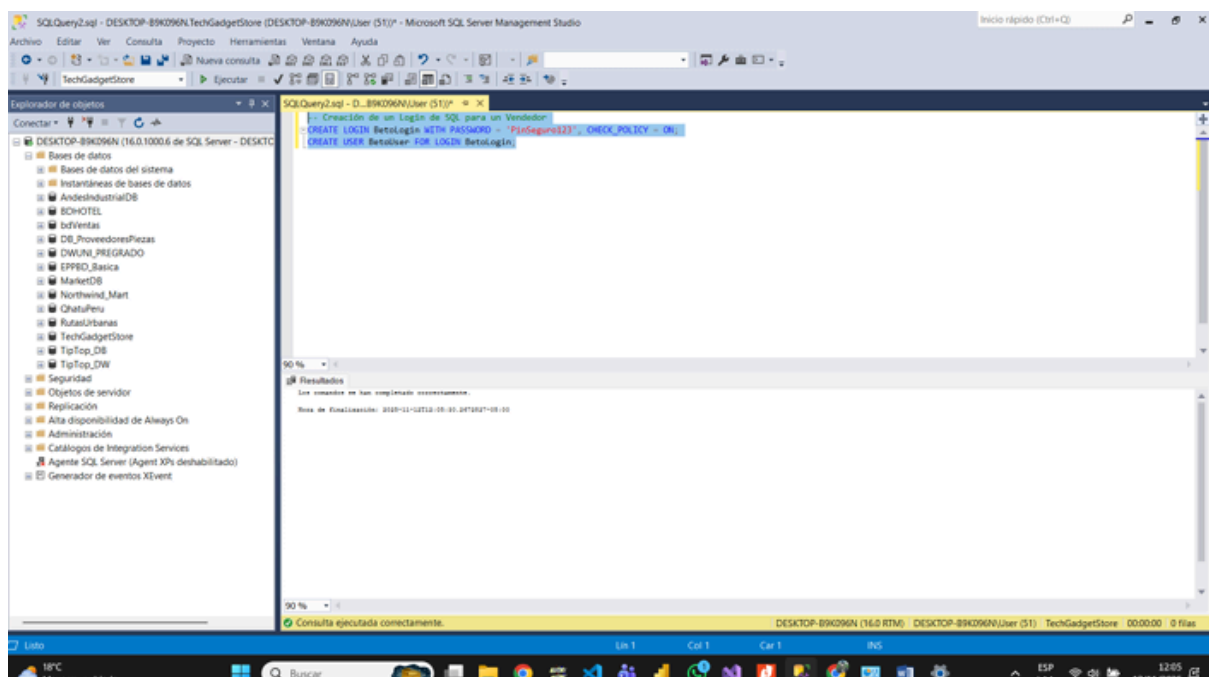 SQLQuery2.sql - DESKTOP-B9K096N.TechGadgetStore (DESKTOP-B9K096N\User (51))* - Microsoft SQL Server Management Studio
Inicio rápido (Ctrl+Q)
Archivo Editar Ver Consulta Proyecto Herramientas Ventana Ayuda
Nueva consulta
TechGadgetStore
Ejecutar
Explorador de objetos
SQLQuery2.sql - D...B9K096N\User (51))*
Conectar
DESKTOP-B9K096N (16.0.1000.6 de SQL Server - DESKTO
Bases de datos
Bases de datos del sistema
Instantáneas de bases de datos
AndesIndustrialDB
BDHOTEL
bdVentas
DB_ProveedoresPiezas
DWUNI_PREGRADO
EPPBD_Basica
MarketDB
Northwind_Mart
QhatuPeru
RutasUrbanas
TechGadgetStore
TipTop_DB
TipTop_DW
Seguridad
Objetos de servidor
Replicación
Alta disponibilidad de Always On
Administración
Catálogos de Integration Services
Agente SQL Server (Agent XPs deshabilitado)
Generador de eventos XEvent
-- Creación de un Login de SQL para un Vendedor
CREATE LOGIN BetoLogin WITH PASSWORD = 'PinSeguro123', CHECK_POLICY = ON;
CREATE USER BetoUser FOR LOGIN BetoLogin;
90 %
Resultados
Los comandos se han completado correctamente.
Hora de finalización:
90 %
Consulta ejecutada correctamente.
DESKTOP-B9K096N (16.0 RTM) DESKTOP-B9K096N\User (51) TechGadgetStore 00:00:00 0 filas
Listo
Lín 1 Col 1 Car 1 INS
18°C
Buscar
ESP
12:05